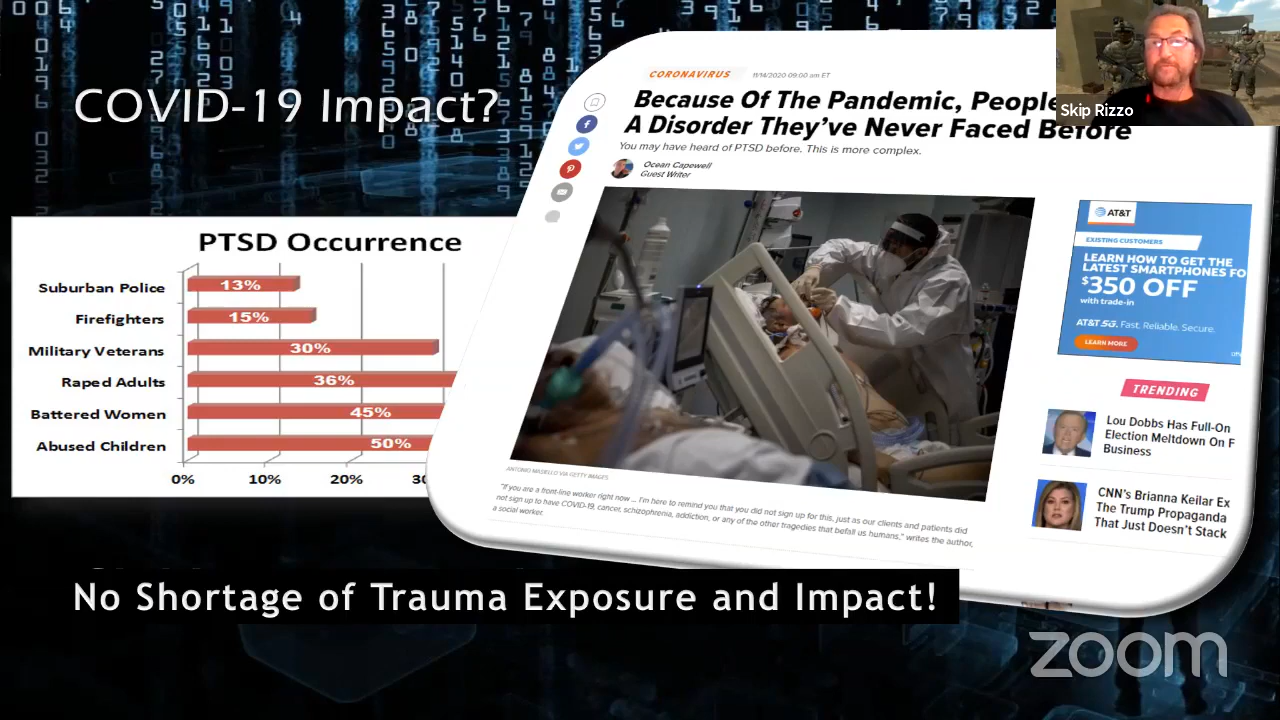 COVID-19 Impact?
PTSD Occurrence
Suburban Police
13%
Firefighters
15%
Military Veterans
30%
Raped Adults
36%
Battered Women
45%
Abused Children
50%
0%
10%
20%
CORONAVIRUS
11/14/2020 09:00 am ET
Because Of The Pandemic, People
A Disorder They've Never Faced Before
You may have heard of PTSD before. This is more complex.
Ocean Capewell
Guest Writer
ANTONIO MASIELLO VIA GETTY IMAGES
"If you are a front-line worker right now ... I'm here to remind you that you did not sign up for this, just as our clients and patients did
not sign up to have COVID-19, cancer, schizophrenia, addiction, or any of the other tragedies that befall us humans," writes the author,
a social worker.
AT&T
EXISTING CUSTOMERS
LEARN HOW TO GET THE
LATEST SMARTPHONES FO
$350 OFF
with trade-in
AT&T 5G. Fast. Reliable. Secure.
LEARN MORE
TRENDING
Lou Dobbs Has Full-On
Election Meltdown On F
Business
CNN's Brianna Keilar Ex
The Trump Propaganda
That Just Doesn't Stack
Skip Rizzo
No Shortage of Trauma Exposure and Impact!
zoom